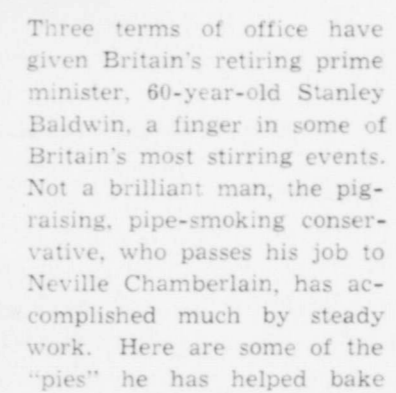 Three terms of office have
given Britain's retiring prime
minister, 60-year-old Stanley
Baldwin, a finger in some of
Britain's most stirring events.
Not a brilliant man, the pig-
raising, pipe-smoking conser-
vative, who passes his job to
Neville Chamberlain, has ac-
complished much by steady
work. Here are some of the
"pies" he has helped bake